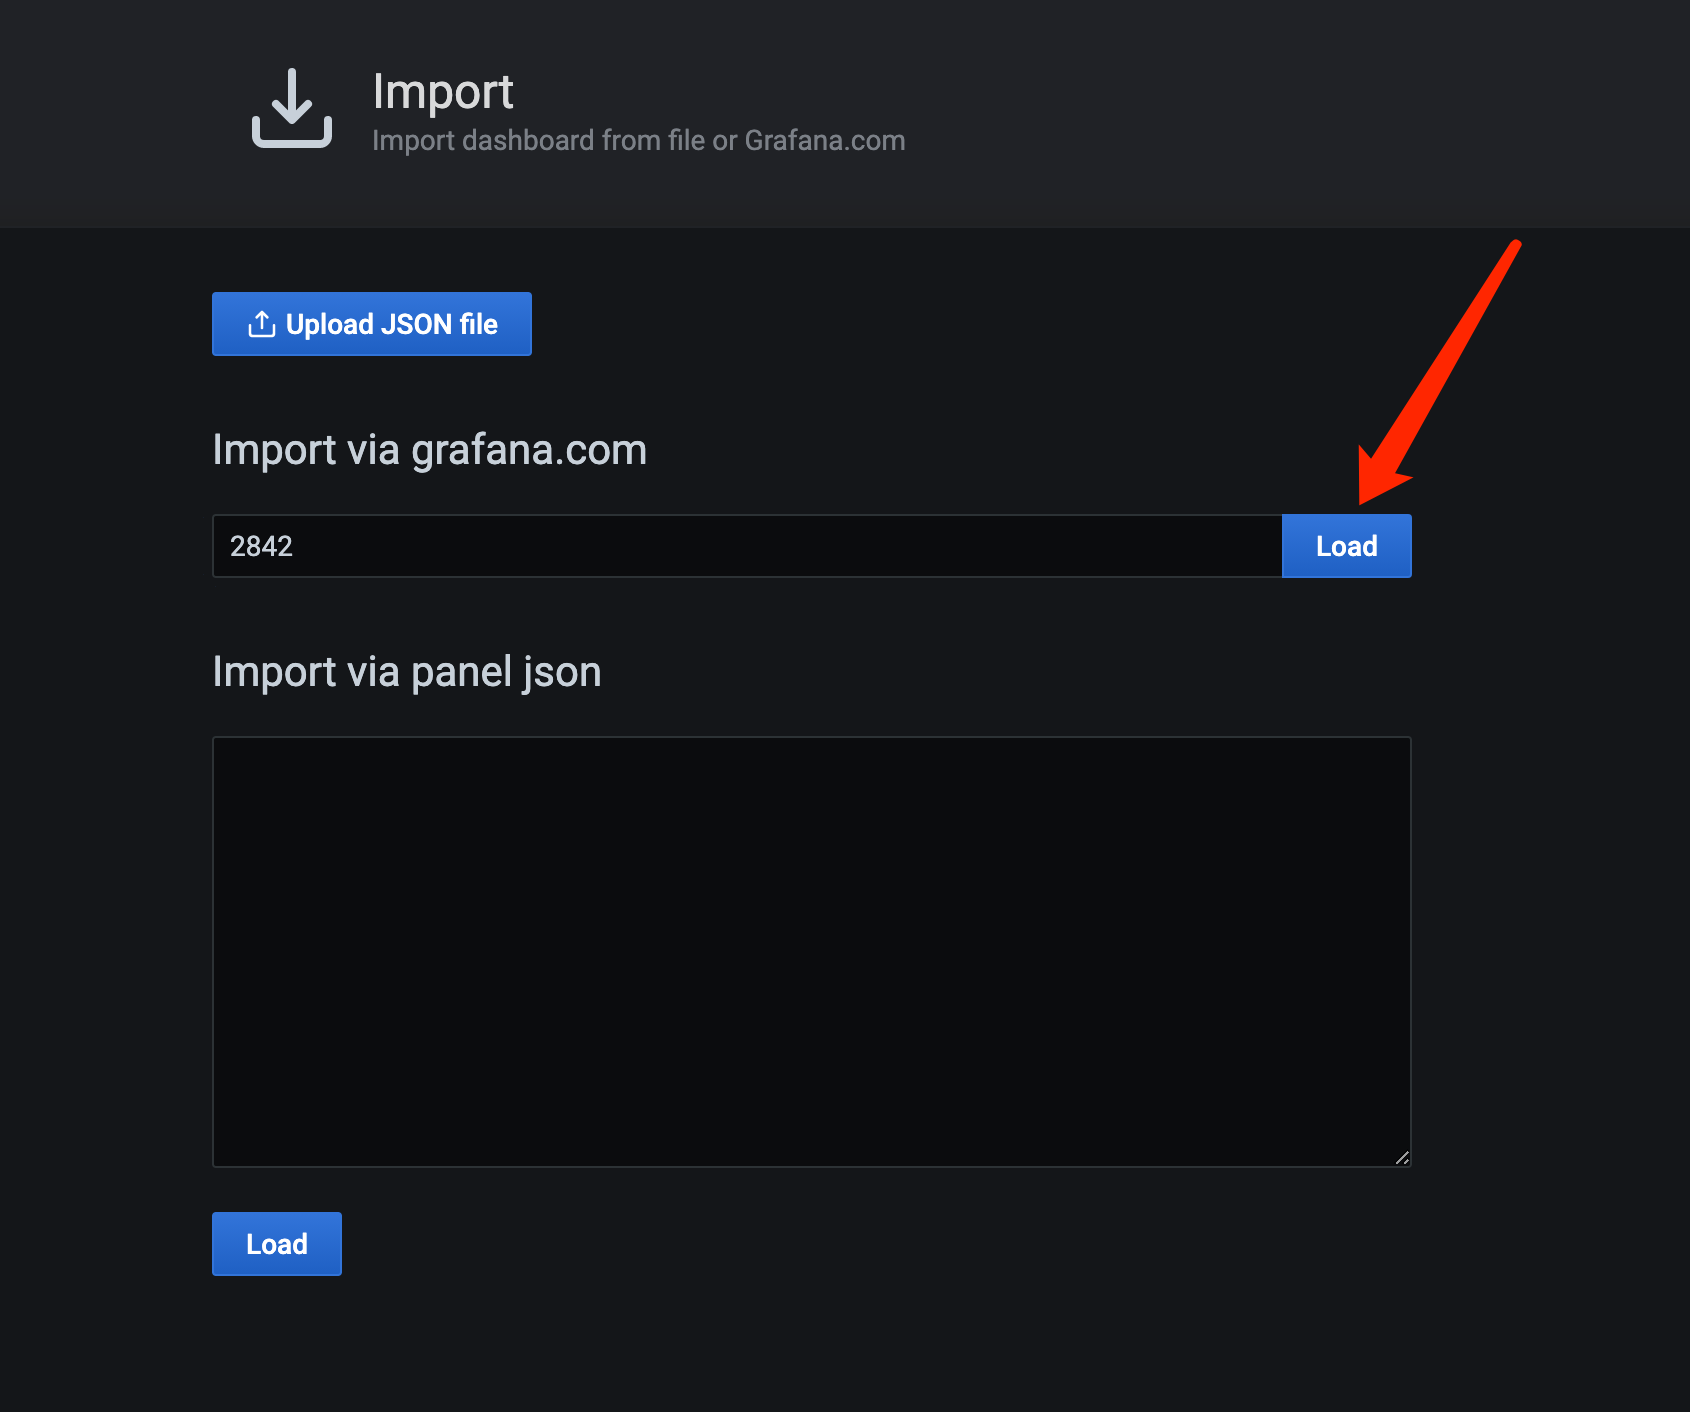 Import
Import dashboard from file or Grafana.com
Upload JSON file
Import via grafana.com
2842
Load
Import via panel json
Load